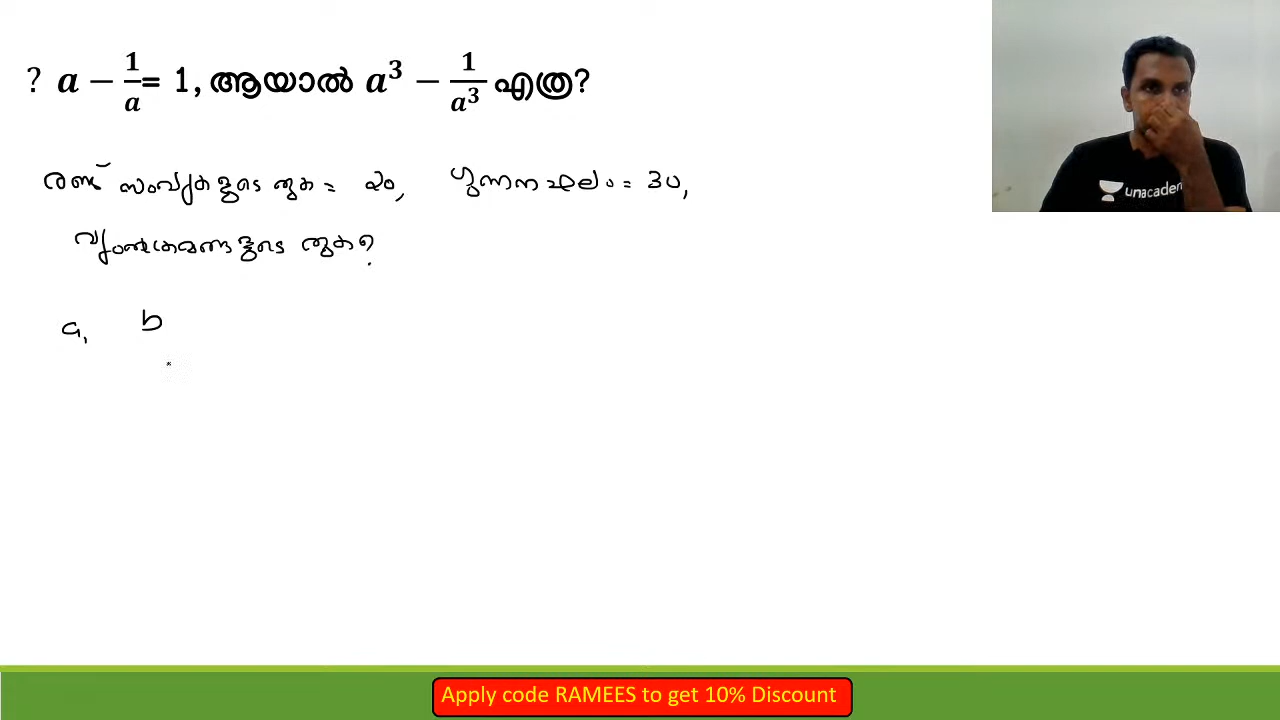 ? a − 1/a = 1, ആയാൽ a³ − 1/a³ എത്ര?
രണ്ട് സംഖ്യകളുടെ തുക = 20, ഗുണനഫലം = 30,
വ്യുൽക്രമങ്ങളുടെ തുക?
a, b
unacademy
Apply code RAMEES to get 10% Discount